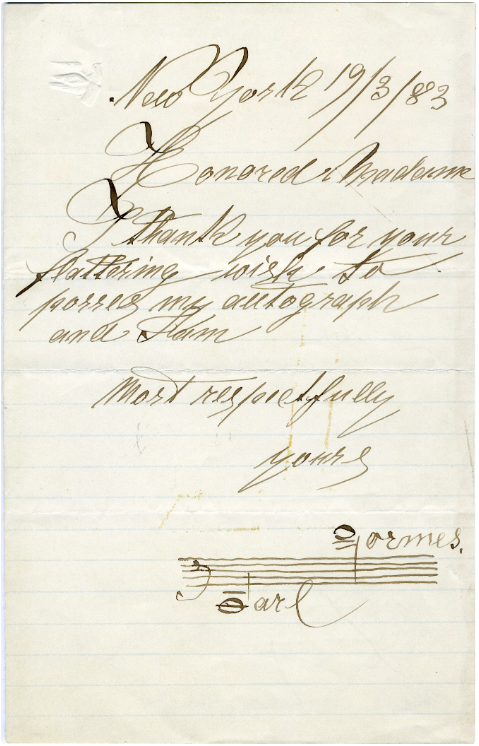 New York 19/3/83
Honored Madame
I thank you for your
flattering wish to
posses my autograph
and I am
Most respectfully
yours
Carl Formes.